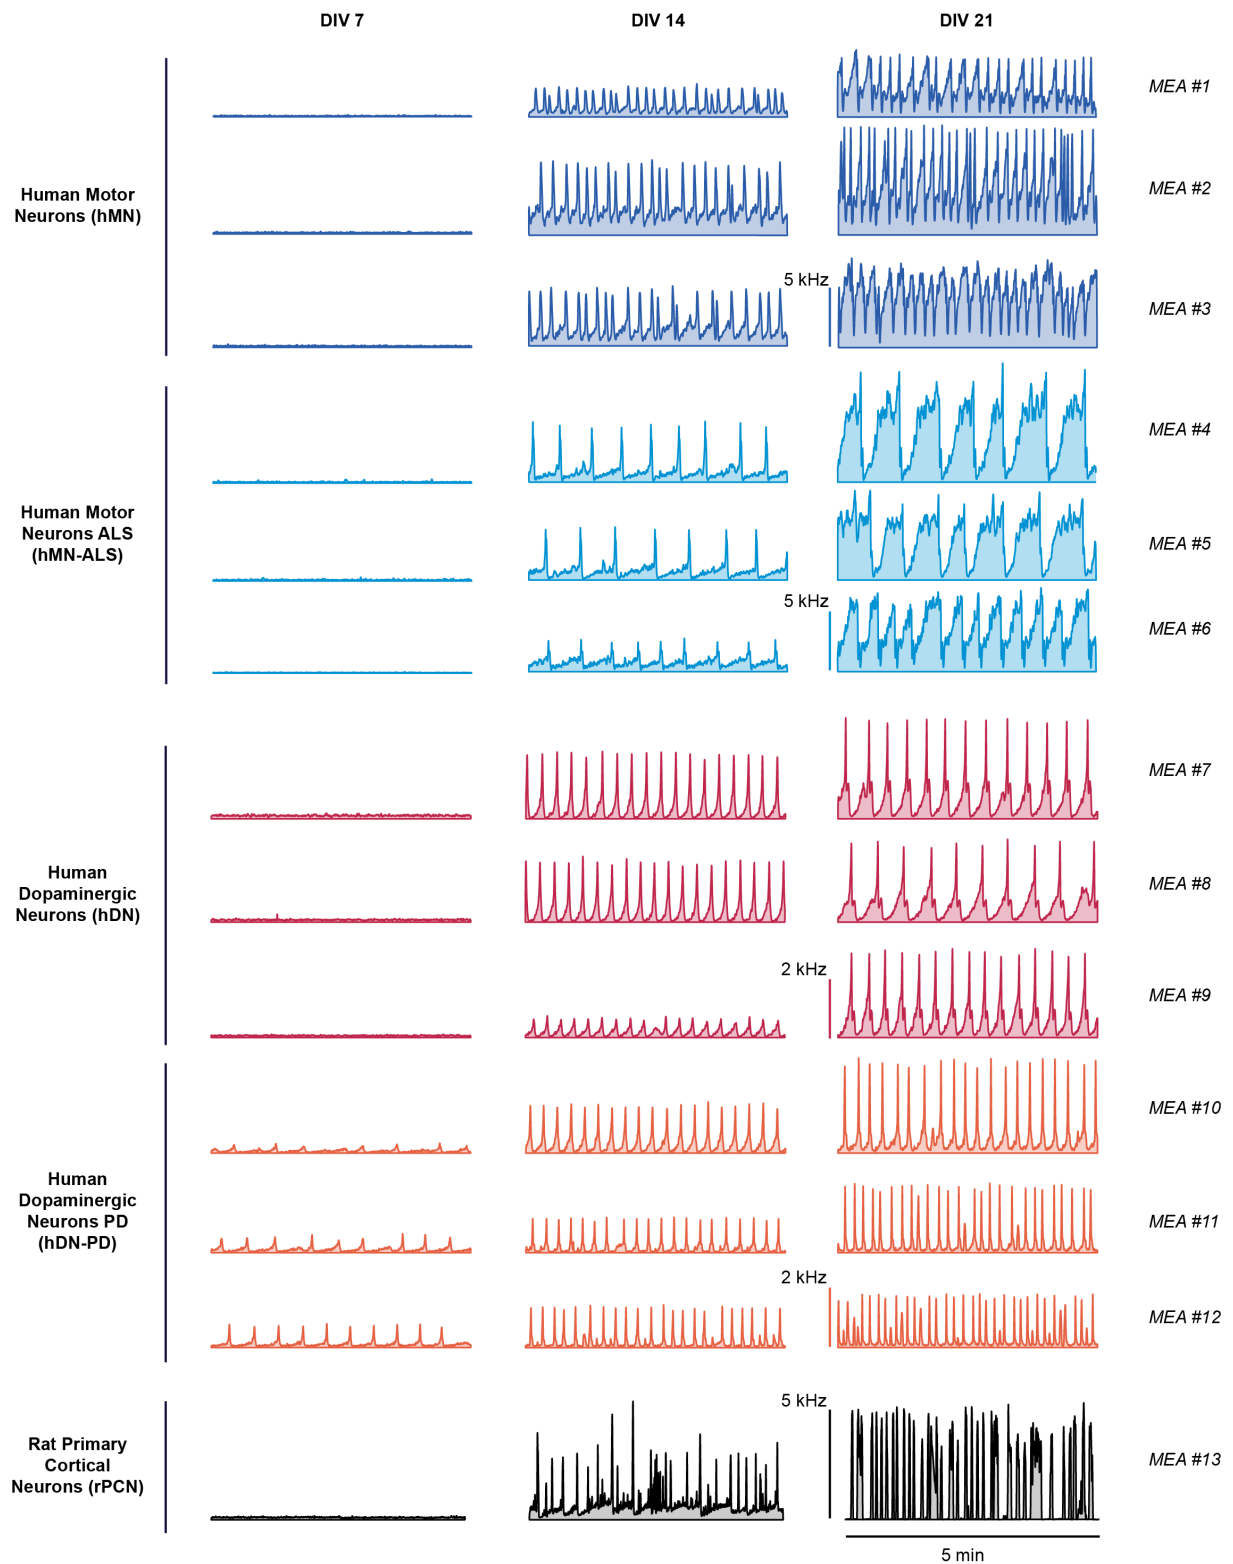 DIV 7
DIV 14
DIV 21
MEA #1
Human Motor
Neurons (hMN)
MEA #2
5 kHz
MEA #3
MEA #4
Human Motor
Neurons ALS
(hMN-ALS)
MEA #5
5 kHz
MEA #6
MEA #7
Human
Dopaminergic
Neurons (hDN)
MEA #8
2 kHz
MEA #9
MEA #10
Human
Dopaminergic
Neurons PD
(hDN-PD)
MEA #11
2 kHz
MEA #12
5 kHz
Rat Primary
Cortical
Neurons (rPCN)
MEA #13
5 min